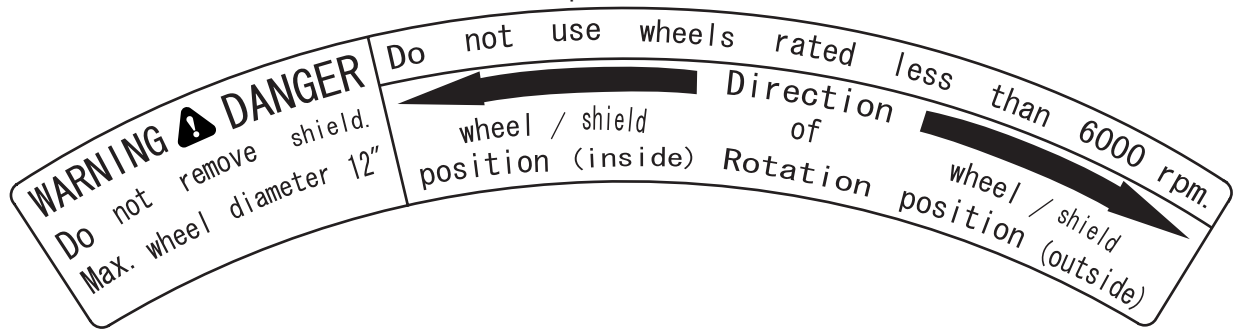 WARNING DANGER
Do not remove shield.
Max. wheel diameter 12″
Do not use wheels rated less than 6000 rpm.
wheel / shield
position (inside)
Direction
of
Rotation
wheel / shield
position (outside)